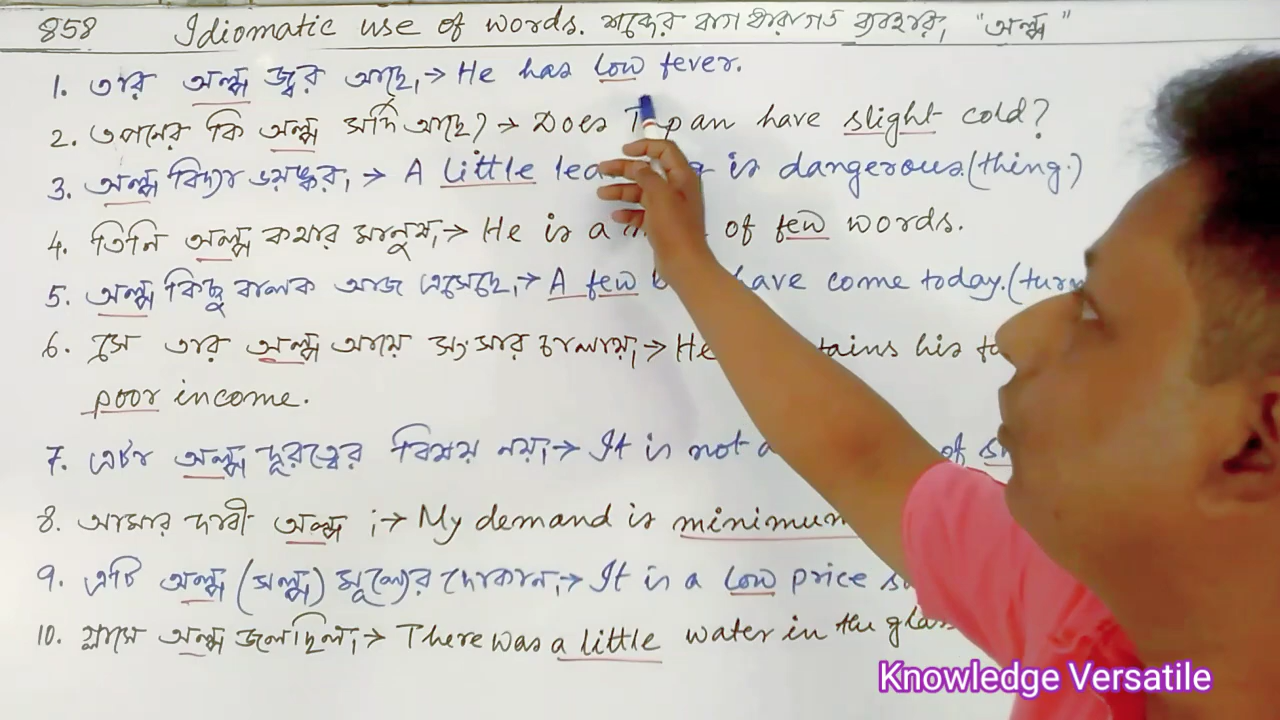 858 Idiomatic use of words. শব্দের বাগধারাগত ব্যবহার, "অল্প"
1. তার অল্প জ্বর আছে,→ He has low fever.
2. তপনের কি অল্প সর্দি আছে?→ Does Tapan have slight cold?
3. অল্প বিদ্যা ভয়ঙ্কর,→ A little is dangerous.(thing.)
4. তিনি অল্প কথার মানুষ,→ He is a of few words.
5. অল্প কিছু বালক আজ এসেছে,→ A few have come today.(turn
6. সে তার অল্প আয়ে সংসার চালায়,→ He his
poor income.
7. এটা অল্প দূরত্বের বিষয় নয়,→ It is not a of
8. আমার দাবী অল্প ,→ My demand is minimum
9. এটি অল্প (সল্প) মূল্যের দোকান,→ It is a low price
10. গ্লাসে অল্প জল ছিল,→ There was a little water in the glass
Knowledge Versatile